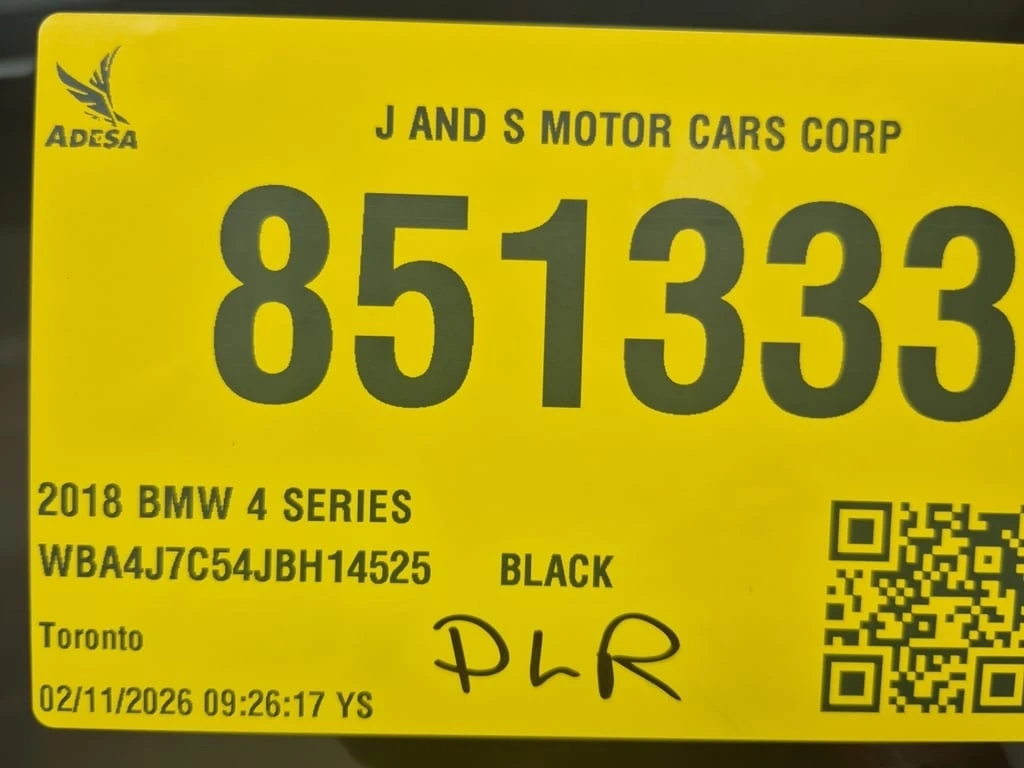 ADESA
J AND S MOTOR CARS CORP
851333
2018 BMW 4 SERIES
WBA4J7C54JBH14525 BLACK
Toronto
DLR
02/11/2026 09:26:17 YS